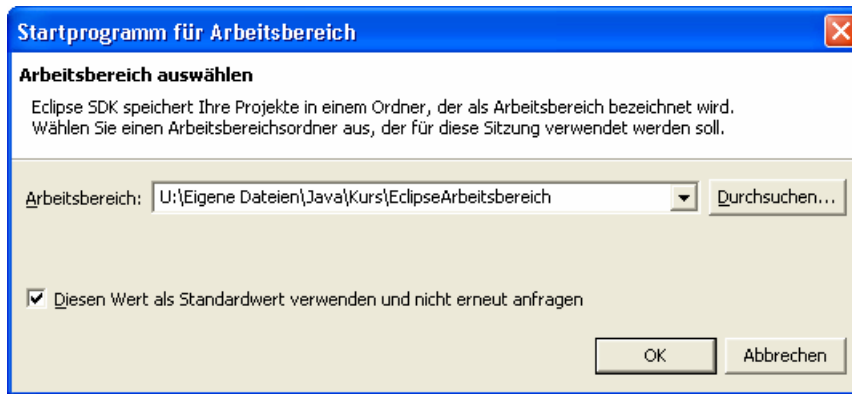 Startprogramm für Arbeitsbereich
Arbeitsbereich auswählen
Eclipse SDK speichert Ihre Projekte in einem Ordner, der als Arbeitsbereich bezeichnet wird.
Wählen Sie einen Arbeitsbereichsordner aus, der für diese Sitzung verwendet werden soll.
Arbeitsbereich: U:\Eigene Dateien\Java\Kurs\EclipseArbeitsbereich Durchsuchen...
Diesen Wert als Standardwert verwenden und nicht erneut anfragen
OK Abbrechen